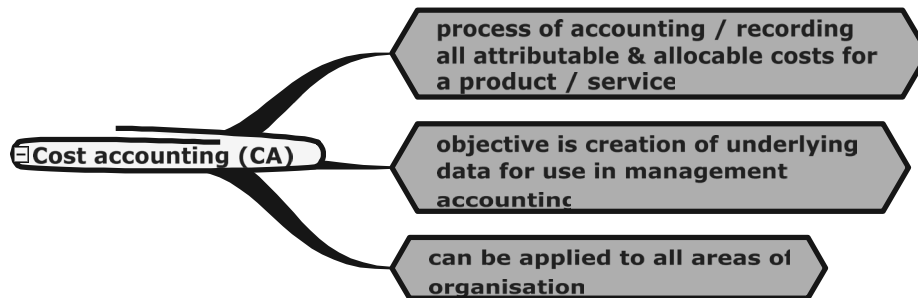 Cost accounting (CA)
process of accounting / recording
all attributable & allocable costs for
a product / service
objective is creation of underlying
data for use in management
accounting
can be applied to all areas of
organisation